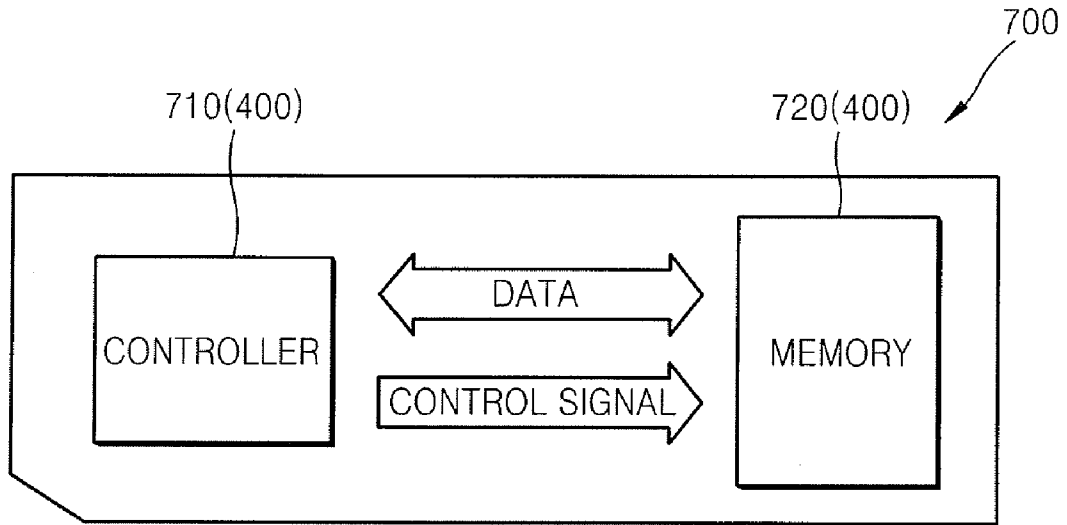 700
710(400)
720(400)
DATA
CONTROLLER
MEMORY
CONTROL SIGNAL